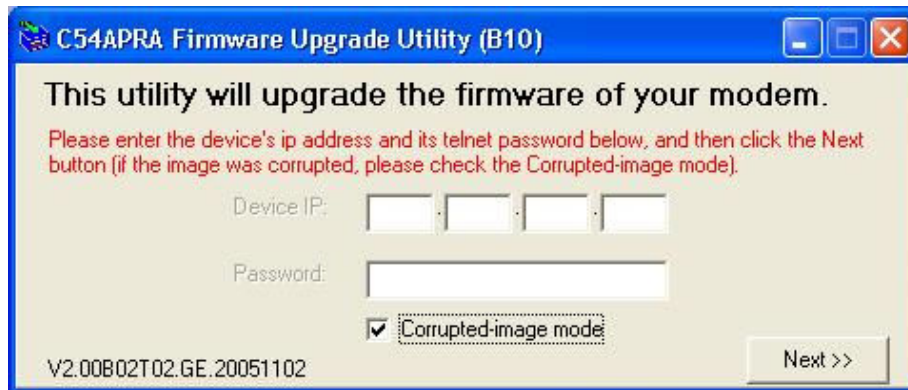 C54APRA Firmware Upgrade Utility (B10)
This utility will upgrade the firmware of your modem.
Please enter the device's ip address and its telnet password below, and then click the Next
button (if the image was corrupted, please check the Corrupted-image mode).
Device IP: . . .
Password:
Corrupted-image mode
V2.00B02T02.GE.20051102
Next >>